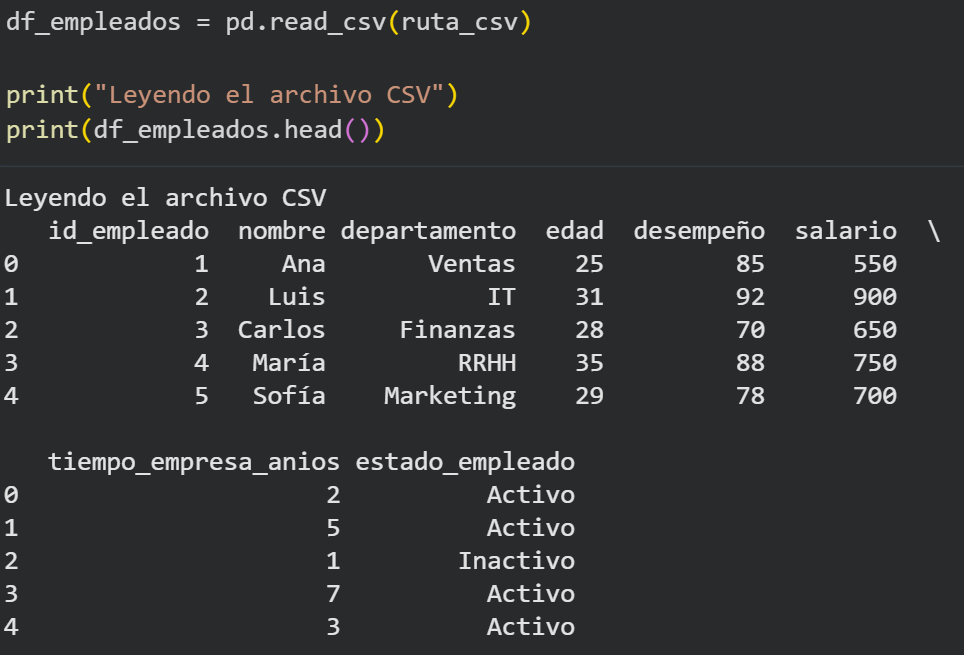 df_empleados = pd.read_csv(ruta_csv)
print("Leyendo el archivo CSV")
print(df_empleados.head())
Leyendo el archivo CSV
   id_empleado  nombre departamento  edad  desempeño  salario  \
0            1     Ana       Ventas    25         85      550
1            2    Luis           IT    31         92      900
2            3  Carlos     Finanzas    28         70      650
3            4   María         RRHH    35         88      750
4            5   Sofía    Marketing    29         78      700
   tiempo_empresa_anios estado_empleado
0                     2          Activo
1                     5          Activo
2                     1        Inactivo
3                     7          Activo
4                     3          Activo